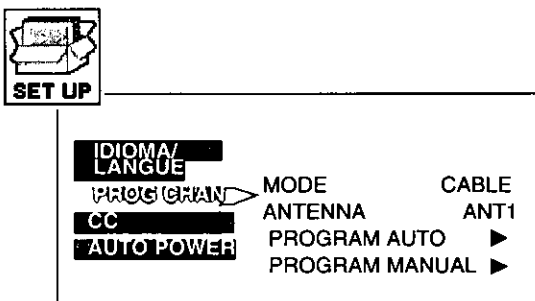 SET UP
IDIOMA/
LANGUE
PROG CHAN
CC
AUTO POWER
MODE CABLE
ANTENNA ANT1
PROGRAM AUTO ▶
PROGRAM MANUAL ▶